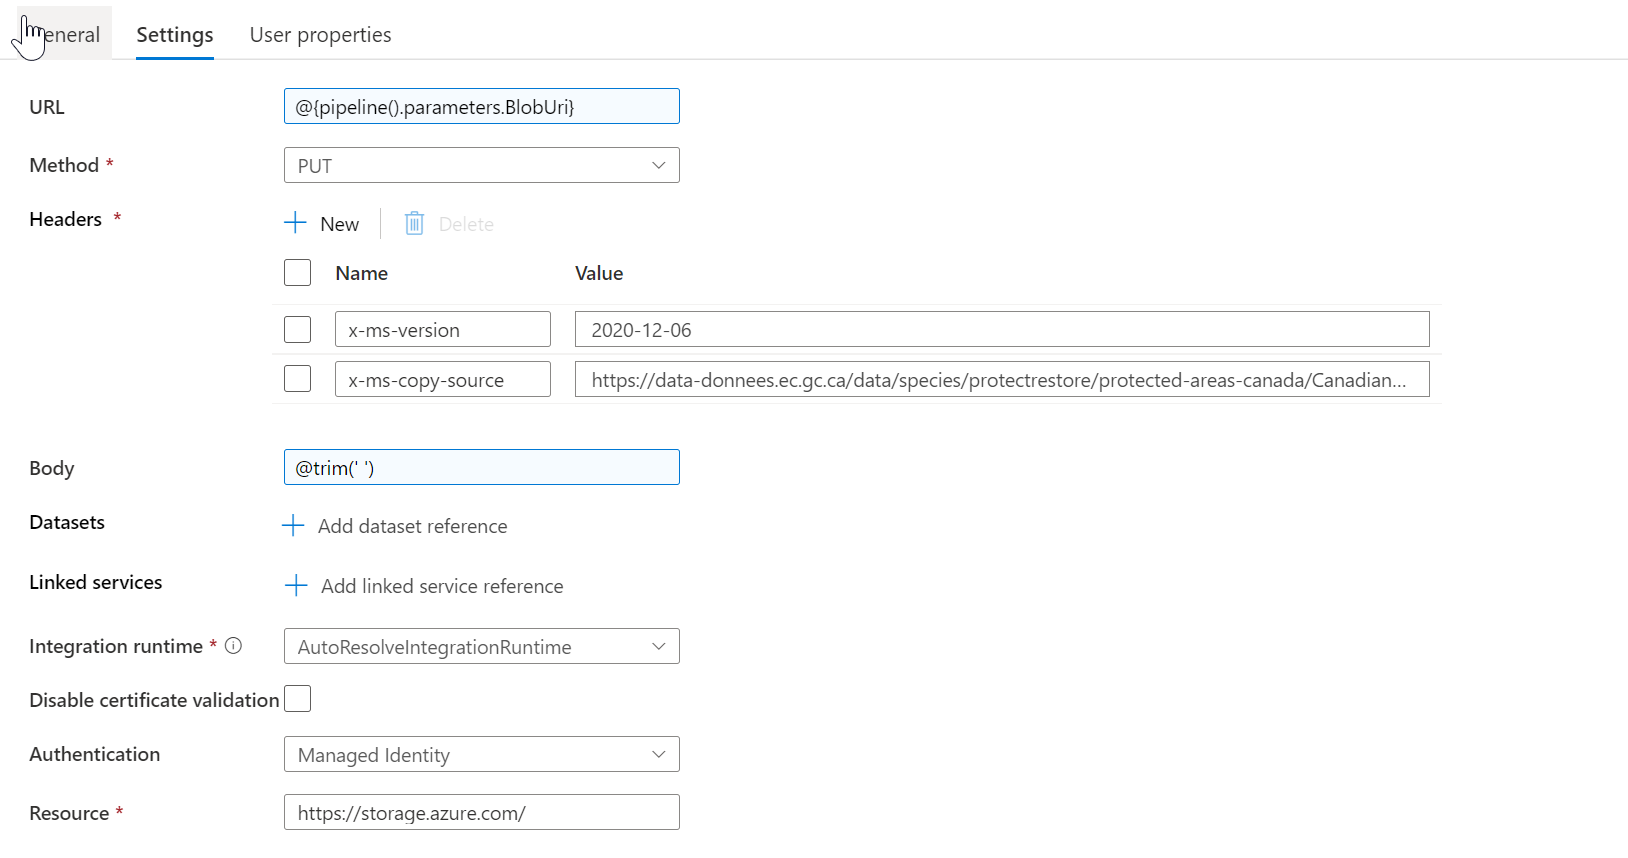 eneral Settings User properties
URL @{pipeline().parameters.BlobUri}
Method * PUT
Headers * New Delete
Name Value
x-ms-version 2020-12-06
x-ms-copy-source https://data-donnees.ec.gc.ca/data/species/protectrestore/protected-areas-canada/Canadian...
Body @trim(' ')
Datasets Add dataset reference
Linked services Add linked service reference
Integration runtime * AutoResolveIntegrationRuntime
Disable certificate validation
Authentication Managed Identity
Resource * https://storage.azure.com/